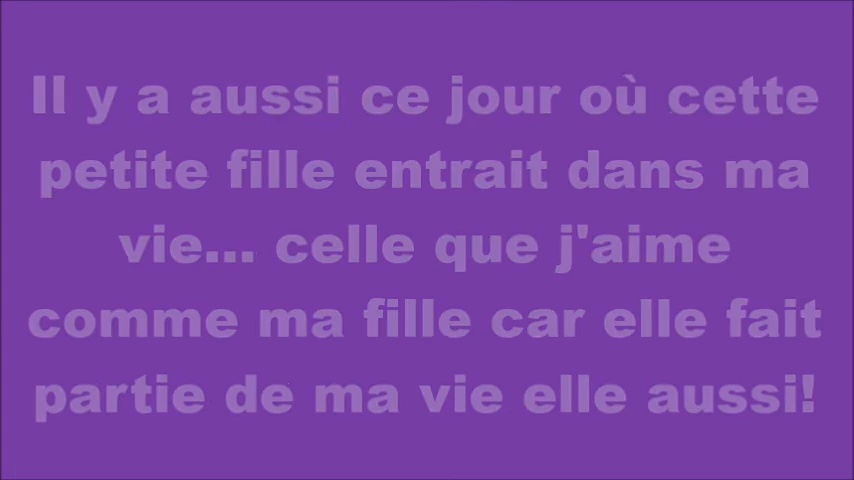 Il y a aussi ce jour où cette
petite fille entrait dans ma
vie... celle que j'aime
comme ma fille car elle fait
partie de ma vie elle aussi!